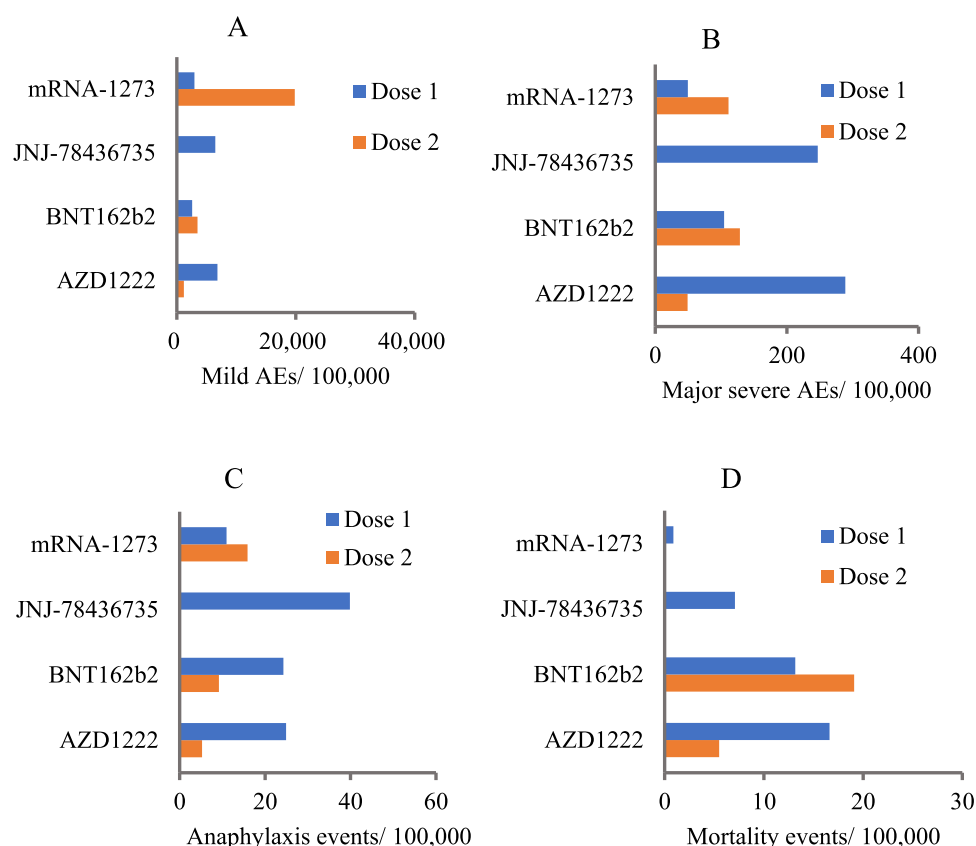 A
mRNA-1273
JNJ-78436735
BNT162b2
AZD1222
Dose 1
Dose 2
0 20,000 40,000
Mild AEs/ 100,000
B
mRNA-1273
JNJ-78436735
BNT162b2
AZD1222
Dose 1
Dose 2
0 200 400
Major severe AEs/ 100,000
C
mRNA-1273
JNJ-78436735
BNT162b2
AZD1222
Dose 1
Dose 2
0 20 40 60
Anaphylaxis events/ 100,000
D
mRNA-1273
JNJ-78436735
BNT162b2
AZD1222
Dose 1
Dose 2
0 10 20 30
Mortality events/ 100,000